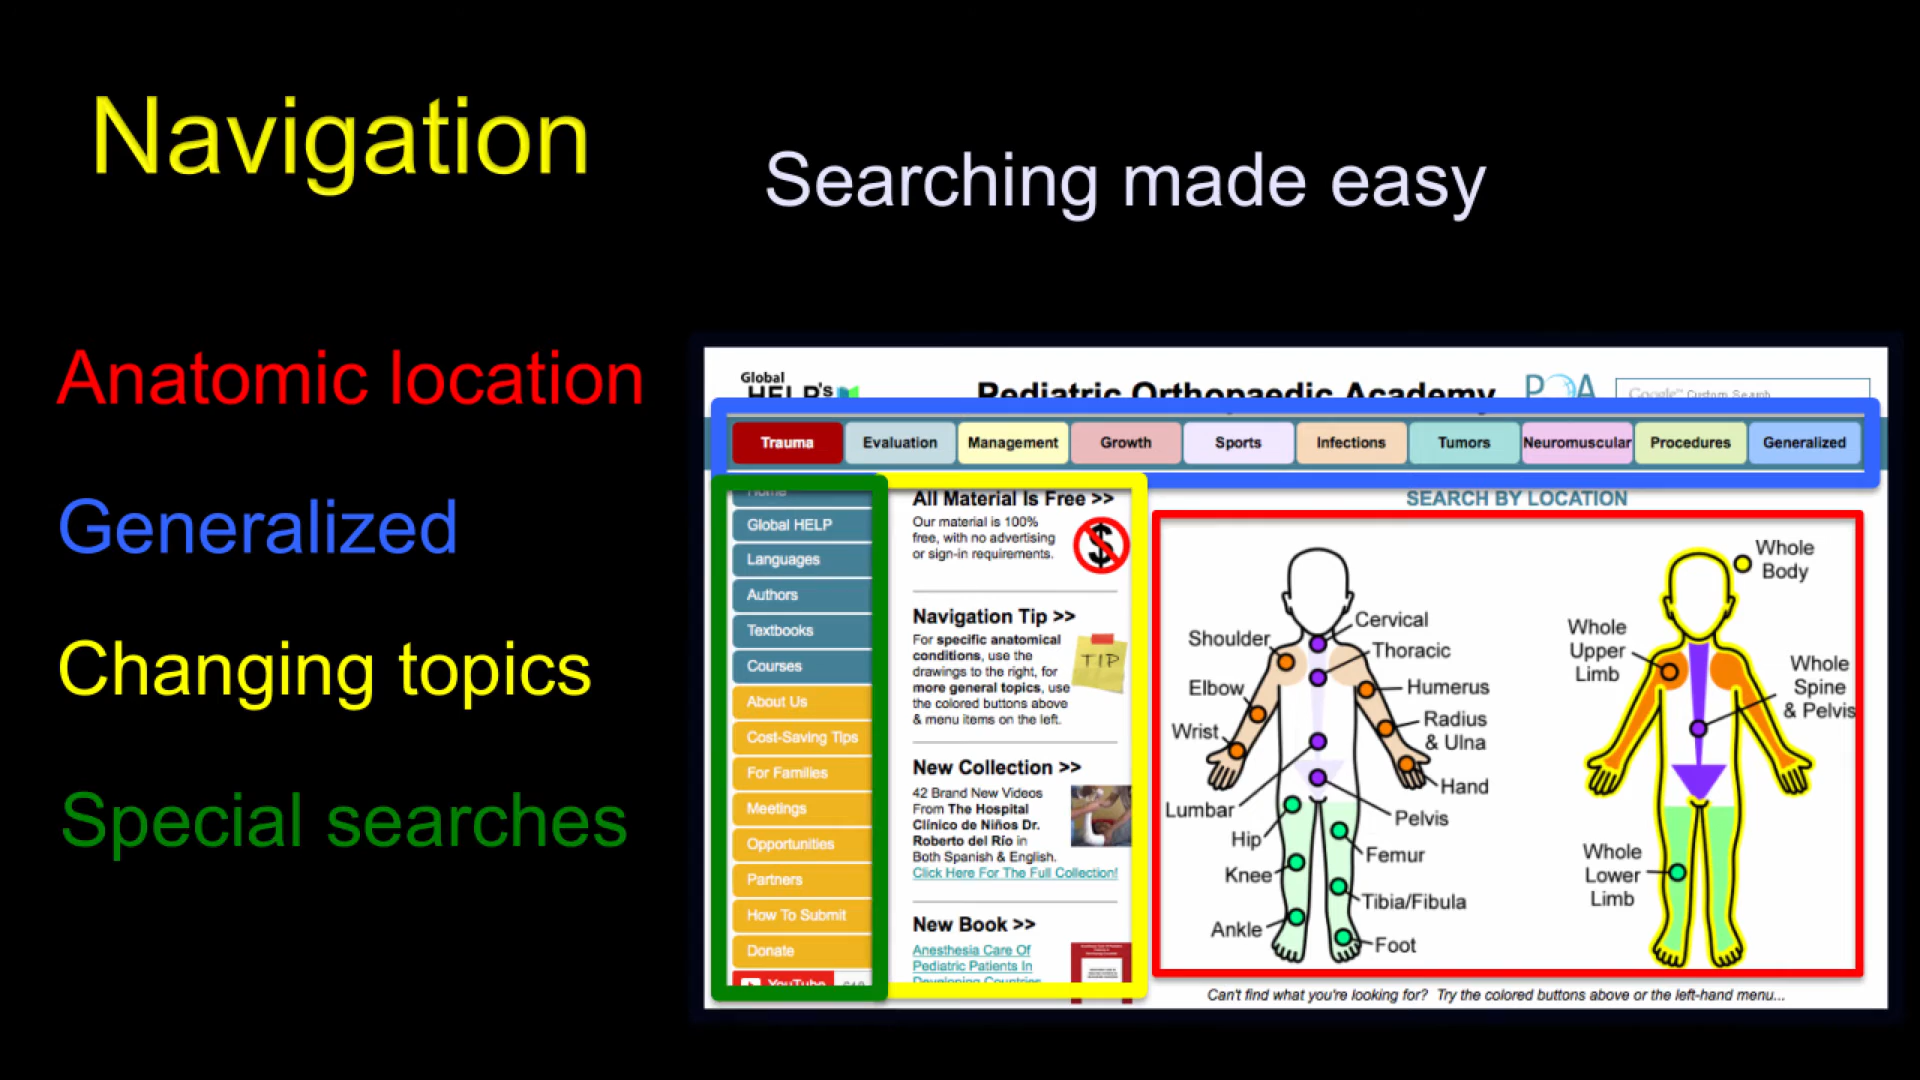 Navigation
Searching made easy
Anatomic location
Generalized
Changing topics
Special searches
Global
HELP's
Pediatric Orthopaedic Academy
POA
Google™ Custom Search
Trauma
Evaluation
Management
Growth
Sports
Infections
Tumors
Neuromuscular
Procedures
Generalized
Home
Global HELP
Languages
Authors
Textbooks
Courses
About Us
Cost-Saving Tips
For Families
Meetings
Opportunities
Partners
How To Submit
Donate
YouTube
All Material Is Free >>
Our material is 100%
free, with no advertising
or sign-in requirements.
$
Navigation Tip >>
For specific anatomical
conditions, use the
drawings to the right, for
more general topics, use
the colored buttons above
& menu items on the left.
TIP
New Collection >>
42 Brand New Videos
From The Hospital
Clínico de Niños Dr.
Roberto del Río in
Both Spanish & English.
Click Here For The Full Collection!
New Book >>
Anesthesia Care Of
Pediatric Patients In
Developing Countries
SEARCH BY LOCATION
Cervical
Shoulder
Thoracic
Elbow
Humerus
Wrist
Radius
& Ulna
Hand
Lumbar
Pelvis
Hip
Femur
Knee
Tibia/Fibula
Ankle
Foot
Whole
Body
Whole
Upper
Limb
Whole
Spine
& Pelvis
Whole
Lower
Limb
Can't find what you're looking for? Try the colored buttons above or the left-hand menu...